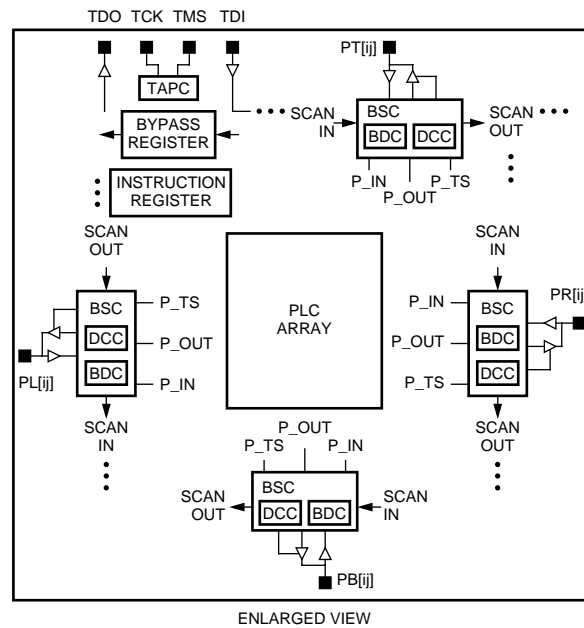 TDO TCK TMS TDI
PT[ij]
TAPC
BYPASS
REGISTER
SCAN
IN
BSC
BDC DCC
SCAN
OUT
P_IN
P_OUT
P_TS
INSTRUCTION
REGISTER
SCAN
OUT
BSC
DCC
BDC
P_TS
P_OUT
P_IN
PL[ij]
SCAN
IN
PLC
ARRAY
SCAN
IN
P_IN
P_OUT
P_TS
BSC
BDC
DCC
PR[ij]
SCAN
OUT
P_TS
P_OUT
P_IN
SCAN
OUT
BSC
DCC BDC
SCAN
IN
PB[ij]
ENLARGED VIEW